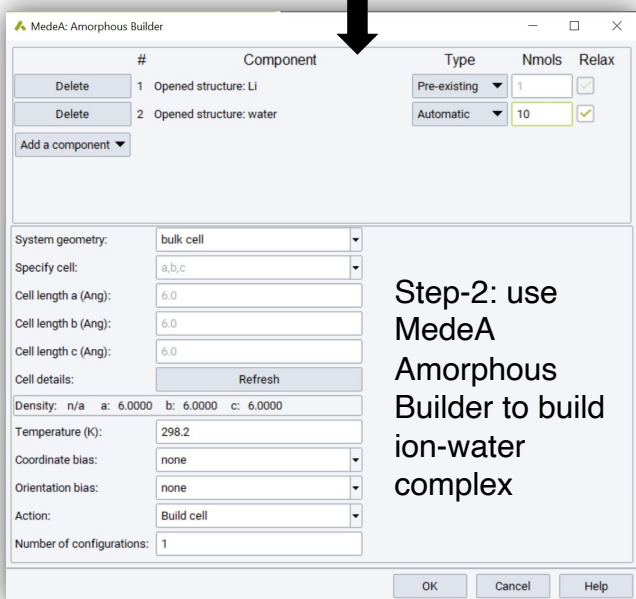 MedeA: Amorphous Builder
# Component Type Nmols Relax
Delete 1 Opened structure: Li Pre-existing 1
Delete 2 Opened structure: water Automatic 10
Add a component
System geometry: bulk cell
Specify cell: a,b,c
Cell length a (Ang): 6.0
Cell length b (Ang): 6.0
Cell length c (Ang): 6.0
Cell details: Refresh
Density: n/a a: 6.0000 b: 6.0000 c: 6.0000
Temperature (K): 298.2
Coordinate bias: none
Orientation bias: none
Action: Build cell
Number of configurations: 1
Step-2: use
MedeA
Amorphous
Builder to build
ion-water
complex
OK Cancel Help